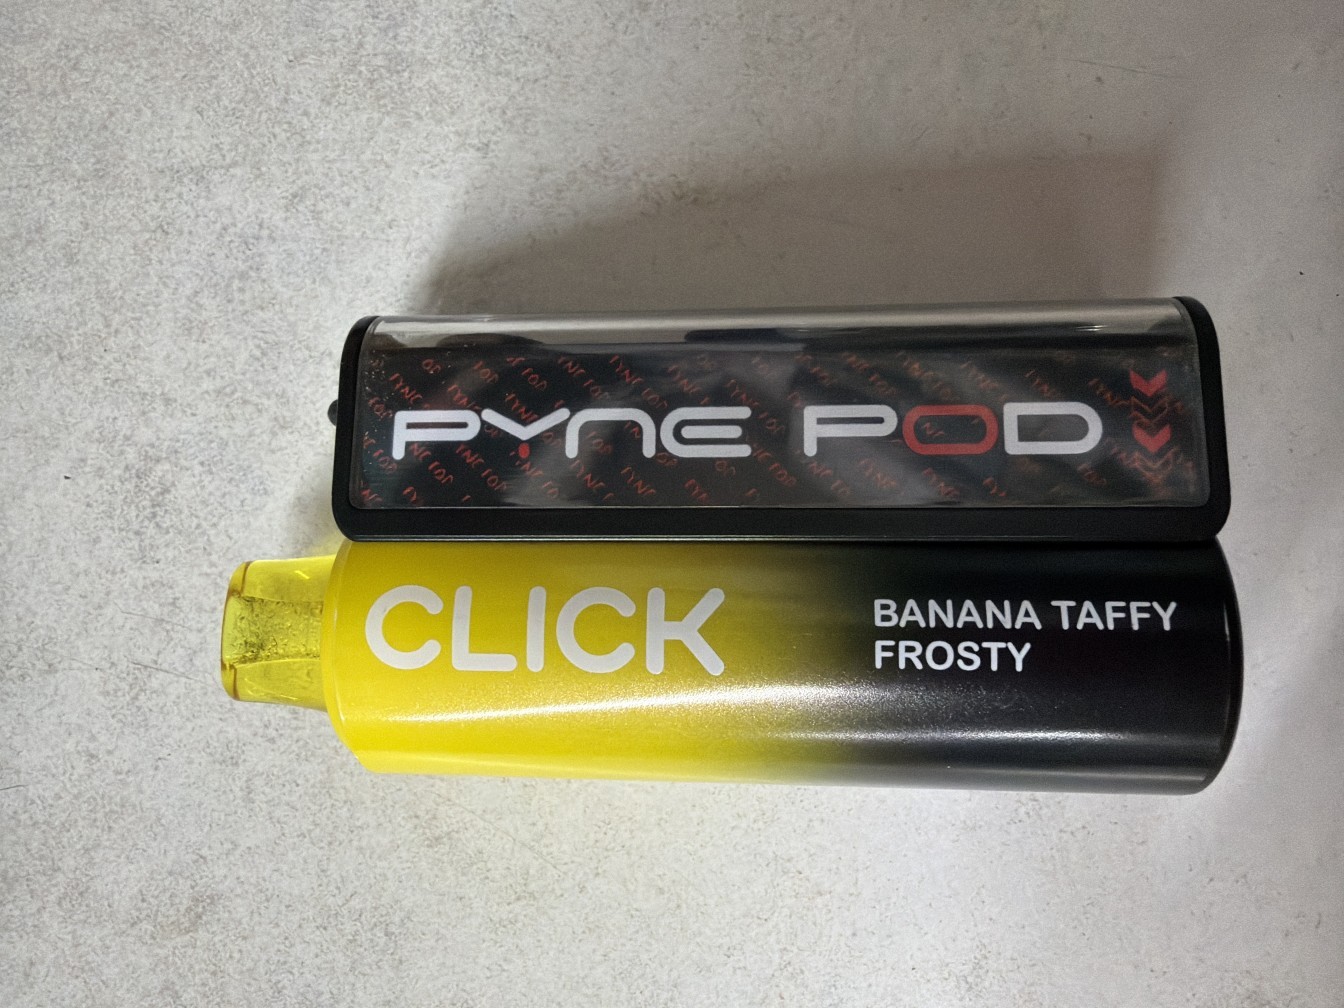 PYNE POD
CLICK
BANANA TAFFY
FROSTY